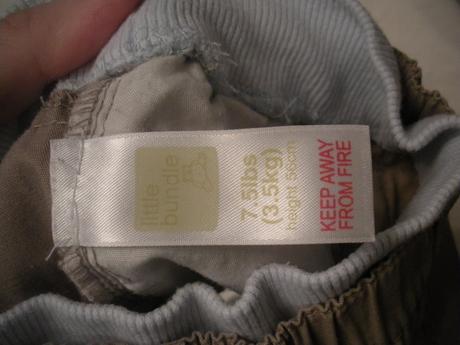 little
bundle
7.5lbs
(3.5kg)
height 56cm
KEEP AWAY
FROM FIRE